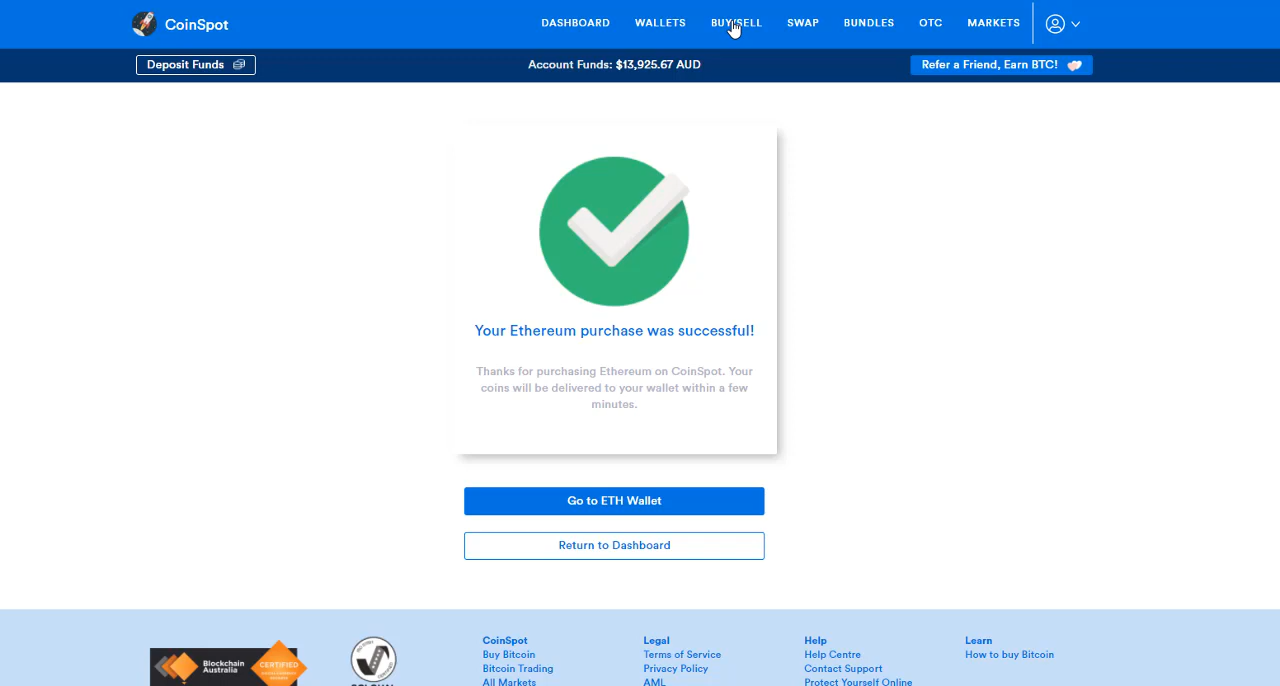 CoinSpot
DASHBOARD WALLETS BUY/SELL SWAP BUNDLES OTC MARKETS
Deposit Funds
Account Funds: $13,925.67 AUD
Refer a Friend, Earn BTC!
Your Ethereum purchase was successful!
Thanks for purchasing Ethereum on CoinSpot. Your
coins will be delivered to your wallet within a few
minutes.
Go to ETH Wallet
Return to Dashboard
Blockchain
Australia
CERTIFIED
CoinSpot
Buy Bitcoin
Bitcoin Trading
All Markets
Legal
Terms of Service
Privacy Policy
AML
Help
Help Centre
Contact Support
Protect Yourself Online
Learn
How to buy Bitcoin